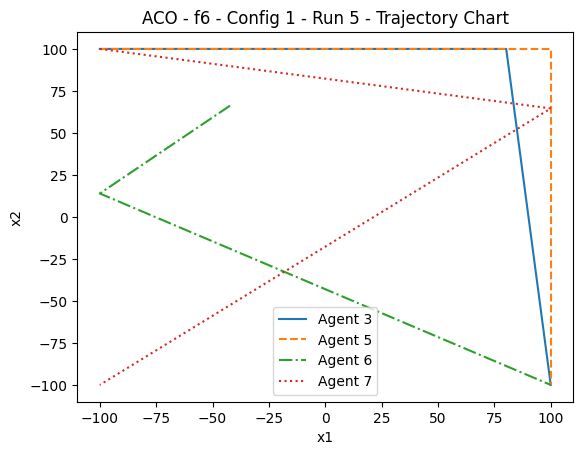 ACO - f6 - Config 1 - Run 5 - Trajectory Chart
100
75
50
25
0
−25
−50
−75
−100
x2
Agent 3
Agent 5
Agent 6
Agent 7
−100 −75 −50 −25 0 25 50 75 100
x1